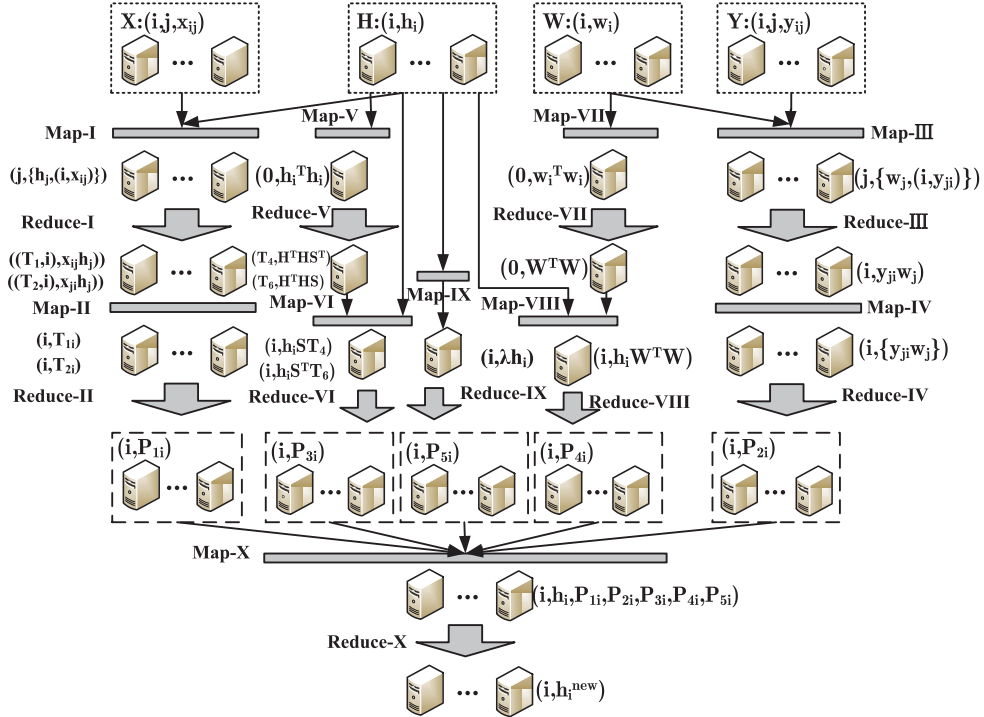 X:(i,j,x_ij) H:(i,h_i) W:(i,w_i) Y:(i,j,y_ij)
... ... ... ...
Map-I Map-V Map-VII Map-III
(j,{h_j,(i,x_ij)}) ... (0,h_i^T h_i) (0,w_i^T w_i) ... (j,{w_j,(i,y_ji)})
Reduce-I Reduce-V Reduce-VII Reduce-III
((T_1,i),x_ij h_j)) (T_4,H^T HS^T)
((T_2,i),x_ji h_j)) ... (T_6,H^T HS) (0,W^T W) ... (i,y_ji w_j)
Map-II Map-VI Map-IX Map-VIII Map-IV
(i,T_1i) (i,h_i ST_4)
(i,T_2i) ... (i,h_i S^T T_6) (i,λh_i) (i,h_i W^T W) ... (i,{y_ji w_j})
Reduce-II Reduce-VI Reduce-IX Reduce-VIII Reduce-IV
(i,P_1i) (i,P_3i) (i,P_5i) (i,P_4i) (i,P_2i)
... ... ... ... ...
Map-X
... (i,h_i,P_1i,P_2i,P_3i,P_4i,P_5i)
Reduce-X
... (i,h_i^new)